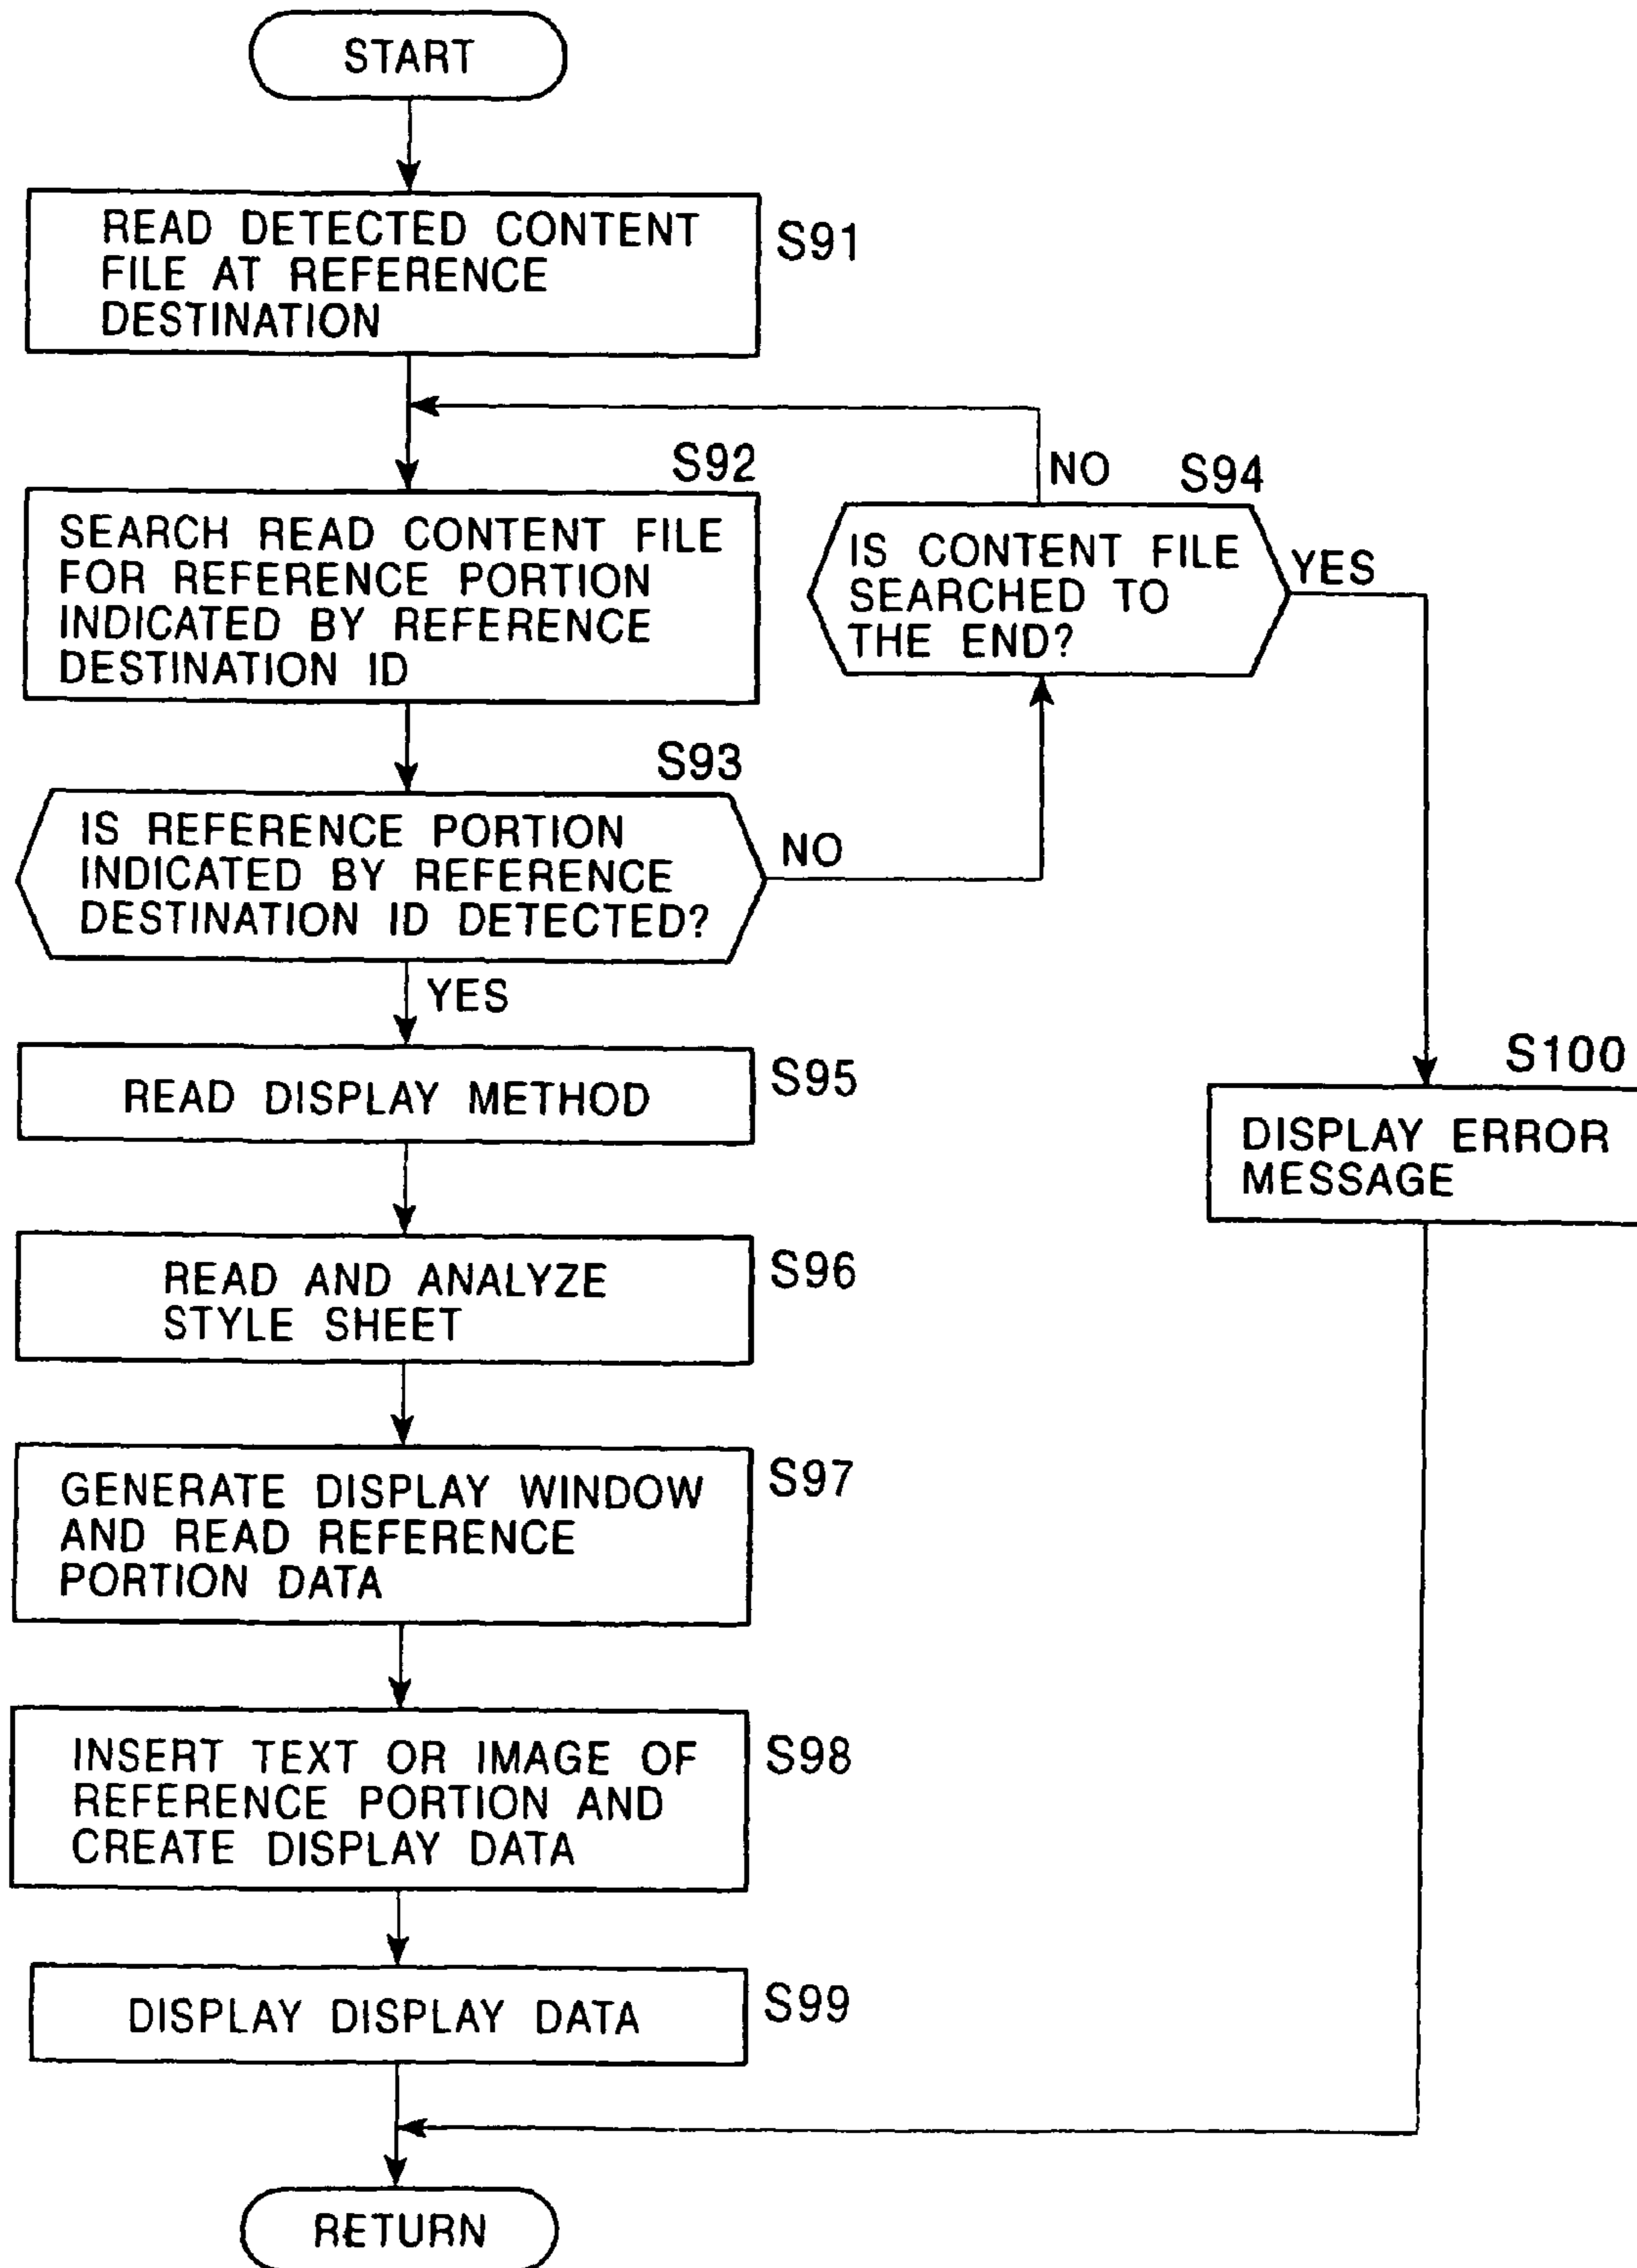 START
READ DETECTED CONTENT
FILE AT REFERENCE
DESTINATION
S91
S92
SEARCH READ CONTENT FILE
FOR REFERENCE PORTION
INDICATED BY REFERENCE
DESTINATION ID
NO
S94
IS CONTENT FILE
SEARCHED TO
THE END?
YES
S93
IS REFERENCE PORTION
INDICATED BY REFERENCE
DESTINATION ID DETECTED?
NO
YES
READ DISPLAY METHOD
S95
S100
DISPLAY ERROR
MESSAGE
READ AND ANALYZE
STYLE SHEET
S96
GENERATE DISPLAY WINDOW
AND READ REFERENCE
PORTION DATA
S97
INSERT TEXT OR IMAGE OF
REFERENCE PORTION AND
CREATE DISPLAY DATA
S98
DISPLAY DISPLAY DATA
S99
RETURN